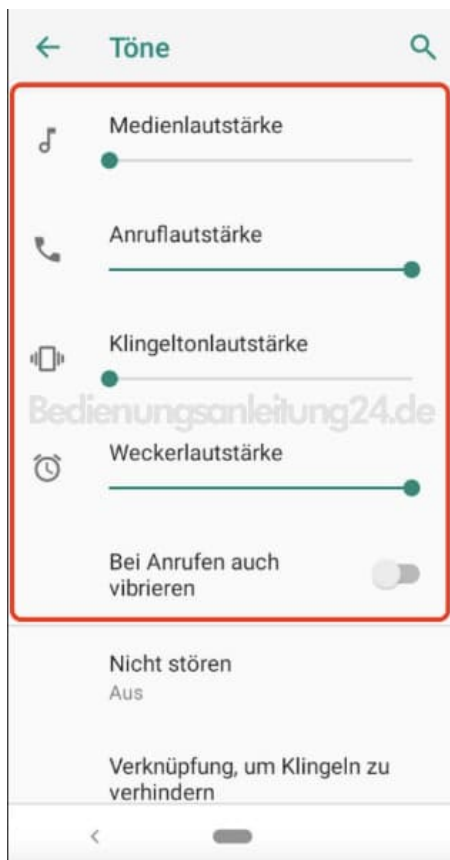 Töne
Medienlautstärke
Anruflautstärke
Klingeltonlautstärke
Bedienungsanleitung24.de
Weckerlautstärke
Bei Anrufen auch
vibrieren
Nicht stören
Aus
Verknüpfung, um Klingeln zu
verhindern